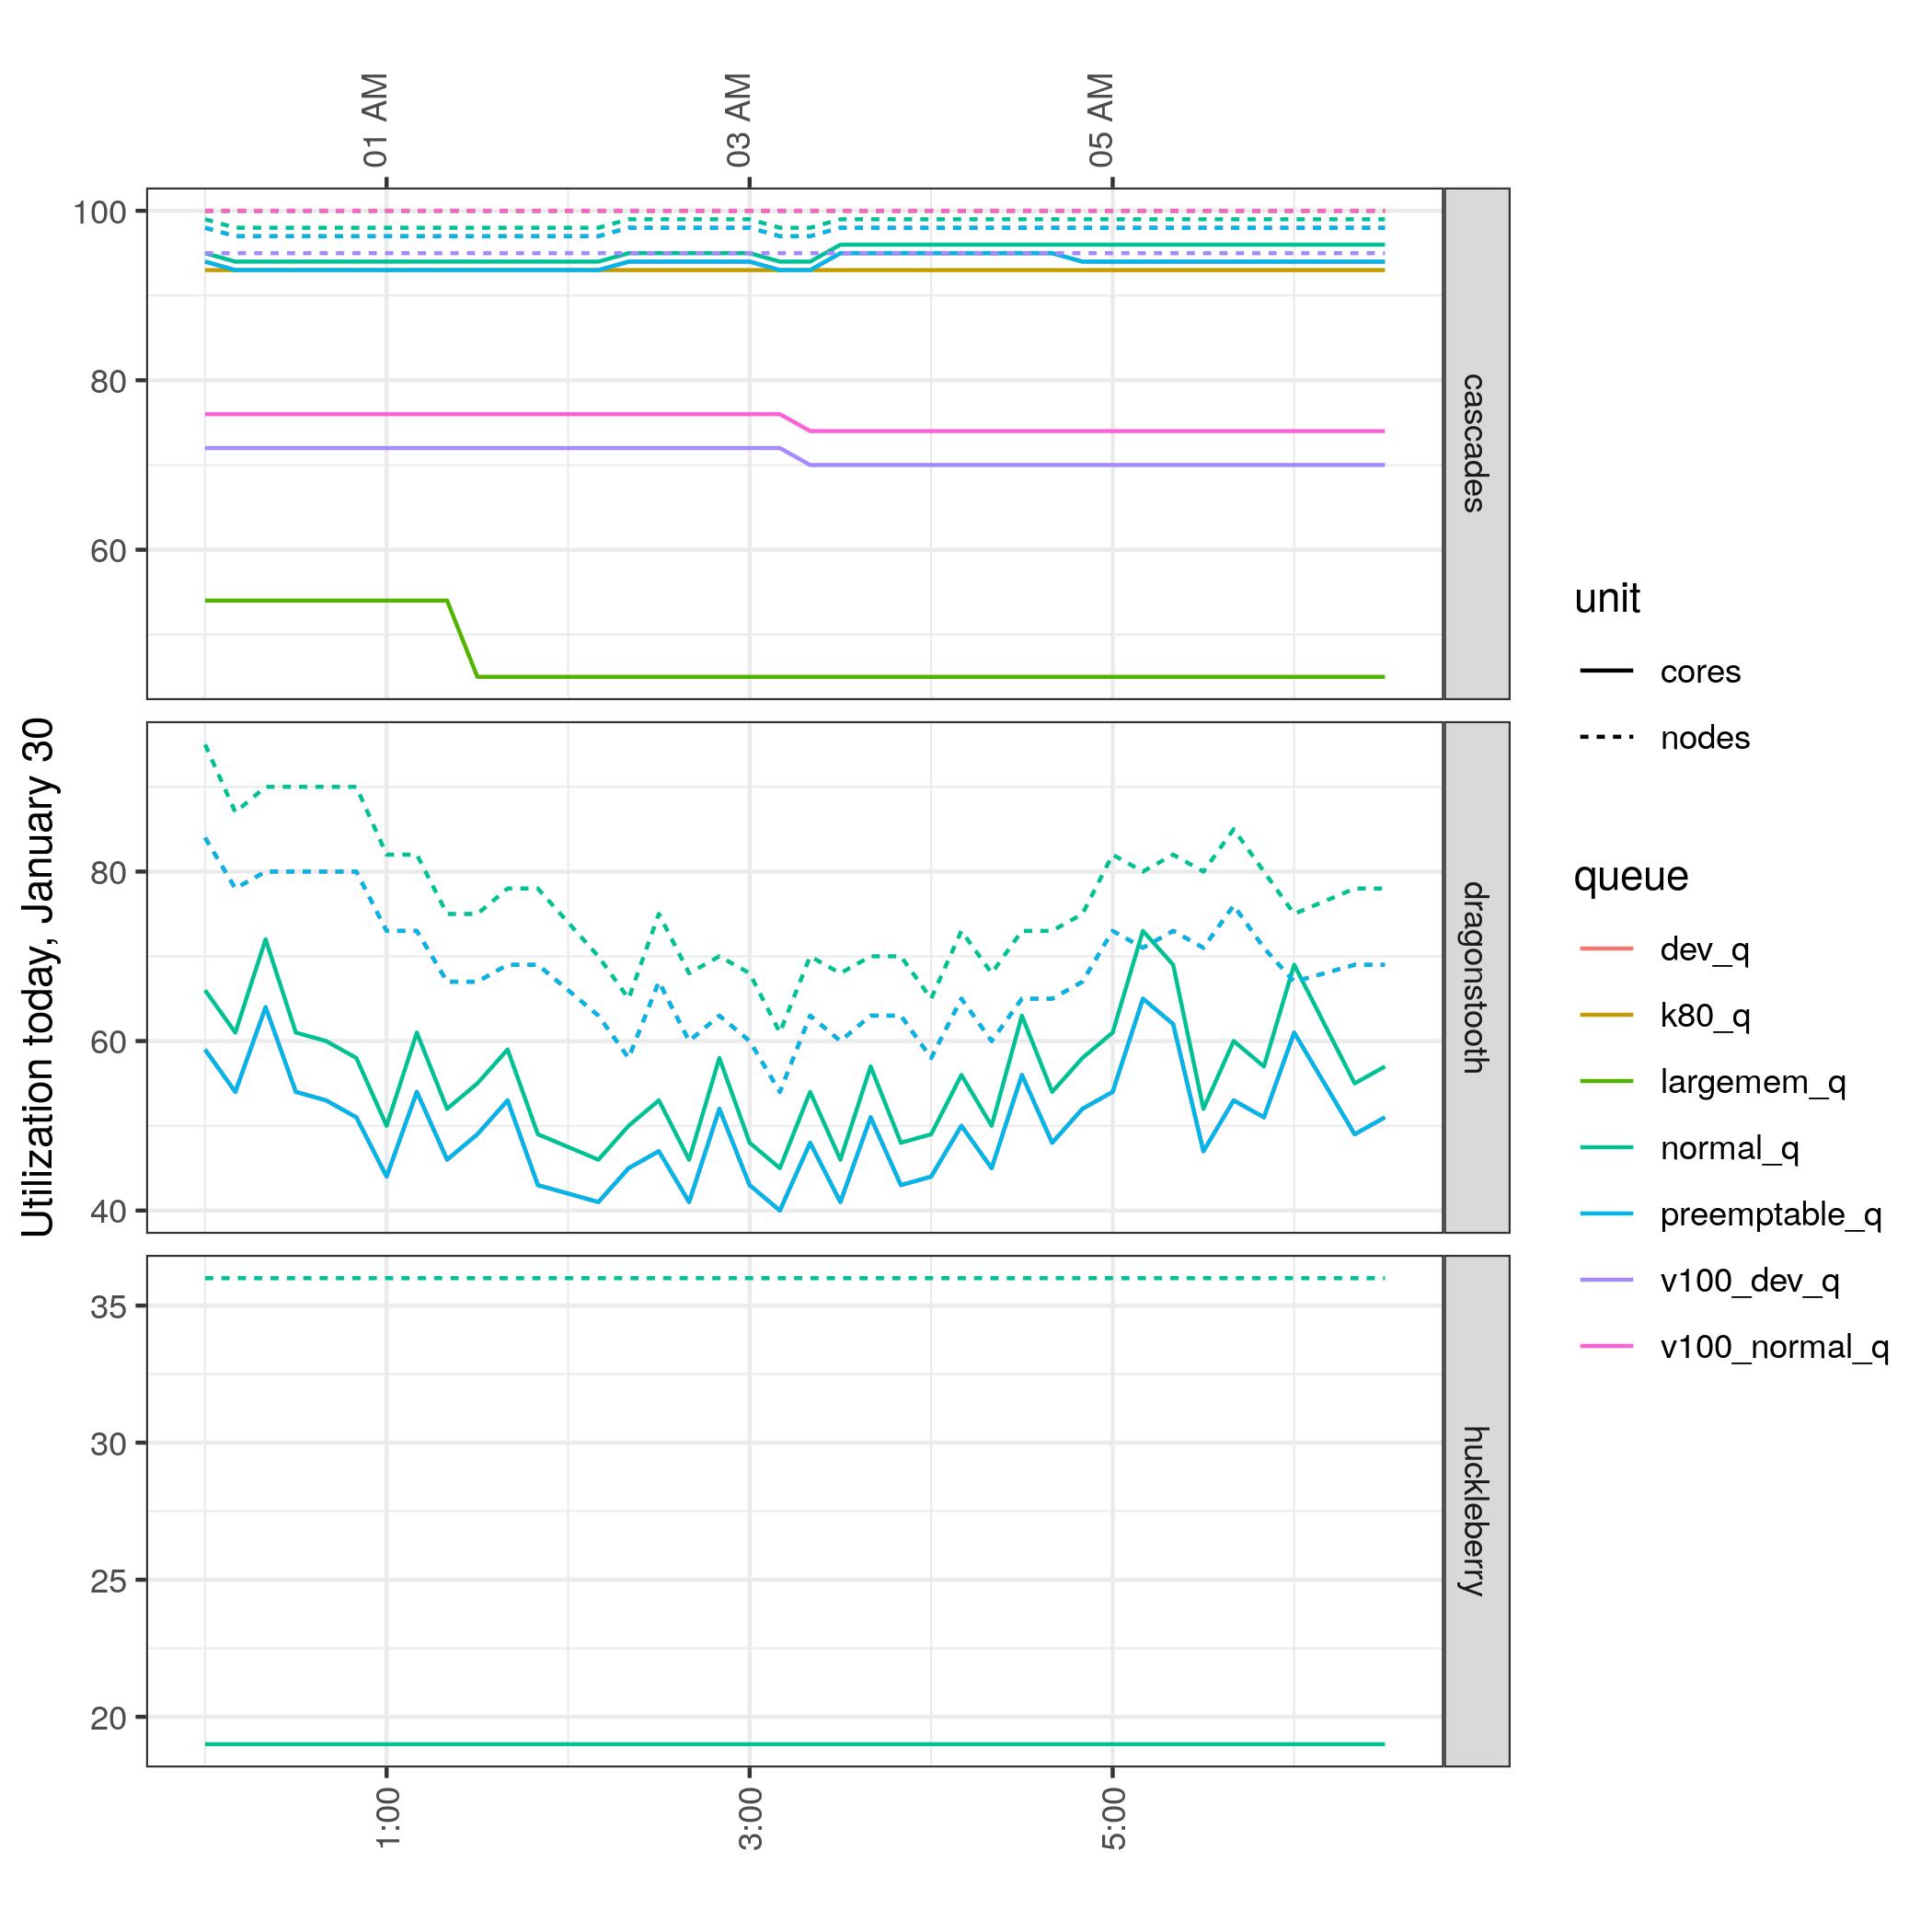 01 AM
03 AM
05 AM
100
80
60
cascades
80
60
40
dragonstooth
35
30
25
20
huckleberry
1:00
3:00
5:00
Utilization today, January 30
unit
cores
nodes
queue
dev_q
k80_q
largemem_q
normal_q
preemptable_q
v100_dev_q
v100_normal_q